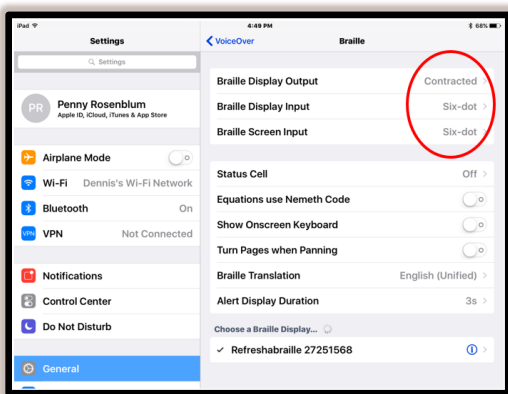 iPad 4:49 PM 68%
Settings
VoiceOver Braille
Settings
PR Penny Rosenblum
Apple ID, iCloud, iTunes & App Store
Airplane Mode
Wi-Fi Dennis's Wi-Fi Network
Bluetooth On
VPN VPN Not Connected
Notifications
Control Center
Do Not Disturb
General
Braille Display Output Contracted
Braille Display Input Six-dot
Braille Screen Input Six-dot
Status Cell Off
Equations use Nemeth Code
Show Onscreen Keyboard
Turn Pages when Panning
Braille Translation English (Unified)
Alert Display Duration 3s
Choose a Braille Display...
✓ Refreshabraille 27251568